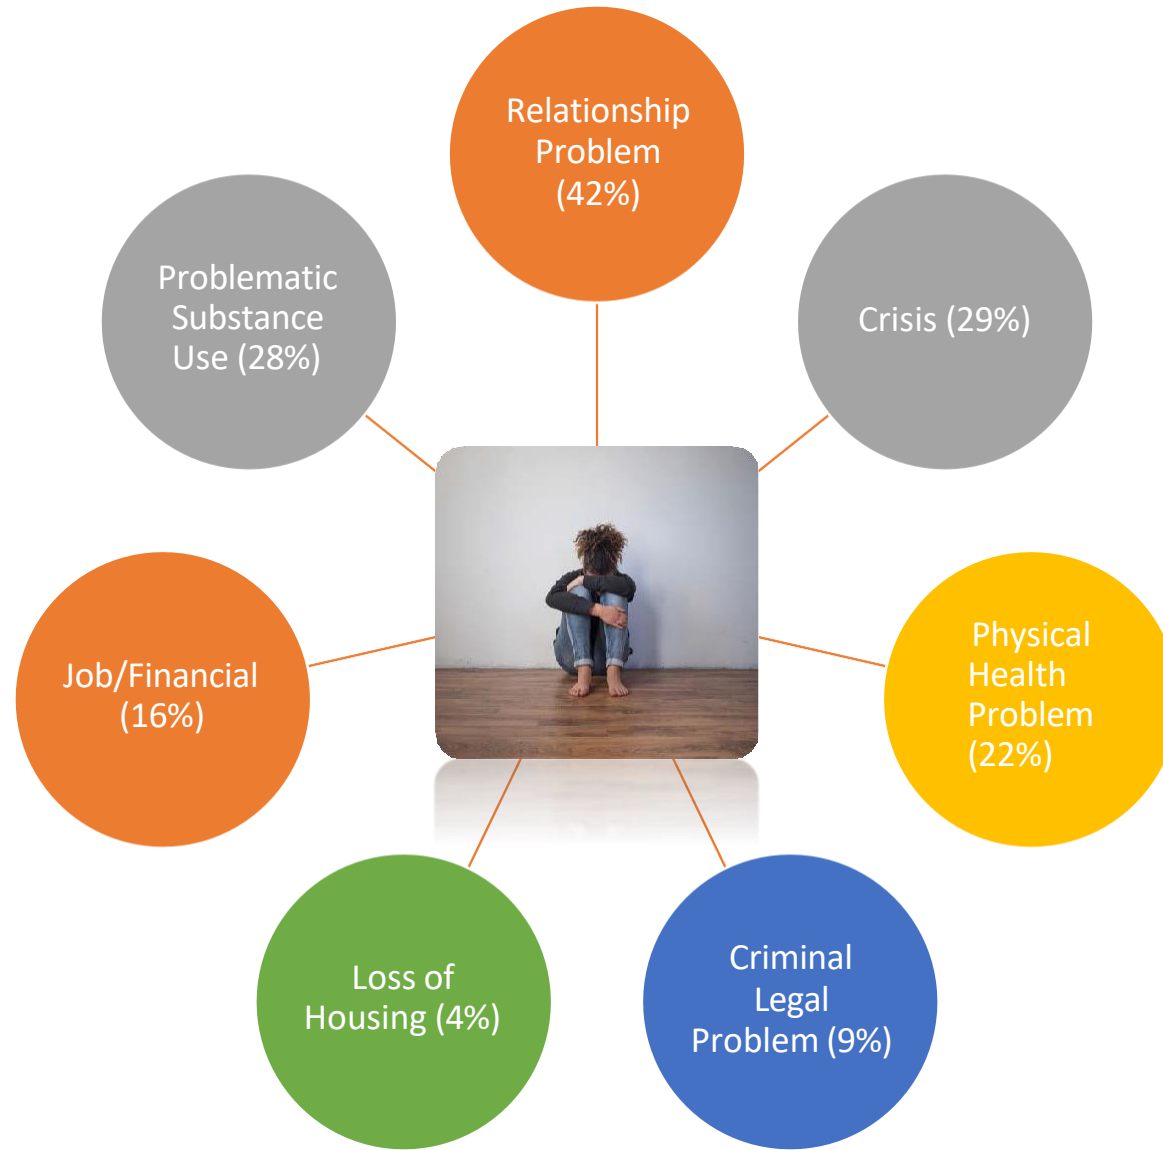 Relationship
Problem
(42%)
Crisis (29%)
Physical
Health
Problem
(22%)
Criminal
Legal
Problem (9%)
Loss of
Housing (4%)
Job/Financial
(16%)
Problematic
Substance
Use (28%)